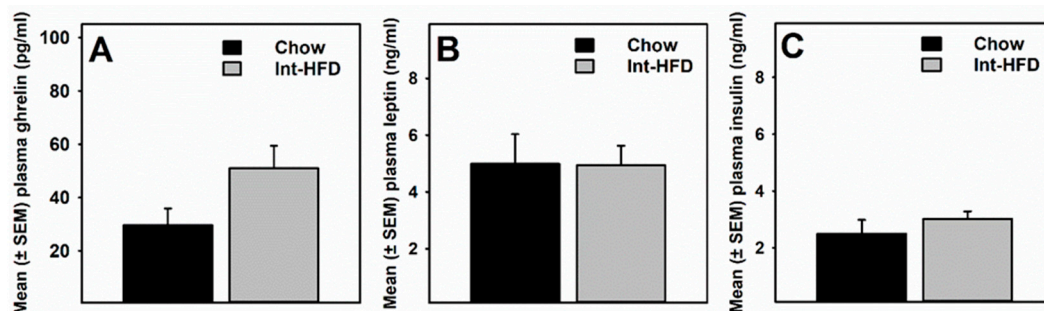 Mean (± SEM) plasma ghrelin (pg/ml)
A
100
80
60
40
20
Chow
Int-HFD
Mean (± SEM) plasma leptin (ng/ml)
B
8
6
4
2
Chow
Int-HFD
Mean (± SEM) plasma insulin (ng/ml)
C
8
6
4
2
Chow
Int-HFD